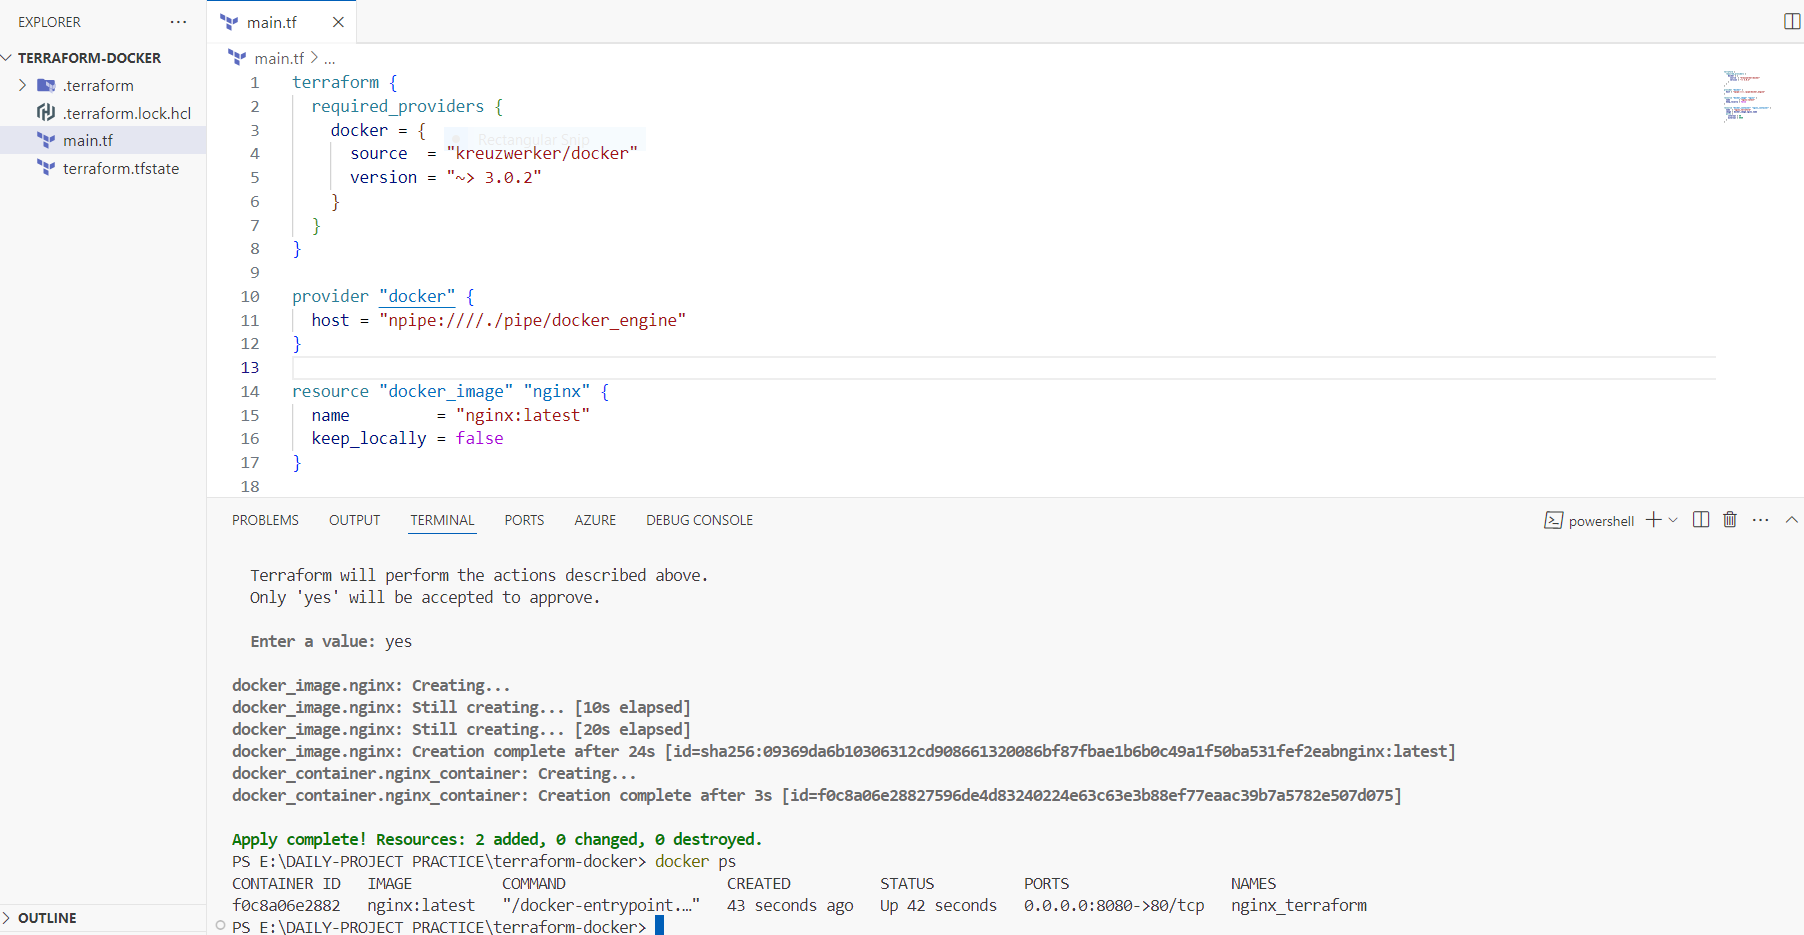 EXPLORER
TERRAFORM-DOCKER
.terraform
.terraform.lock.hcl
main.tf
terraform.tfstate
OUTLINE
main.tf
main.tf > ...
1 terraform {
2 required_providers {
3 docker = {
Rectangular Snip
4 source = "kreuzwerker/docker"
5 version = "~> 3.0.2"
6 }
7 }
8 }
9
10 provider "docker" {
11 host = "npipe:////./pipe/docker_engine"
12 }
13
14 resource "docker_image" "nginx" {
15 name = "nginx:latest"
16 keep_locally = false
17 }
18
PROBLEMS OUTPUT TERMINAL PORTS AZURE DEBUG CONSOLE powershell
Terraform will perform the actions described above.
Only 'yes' will be accepted to approve.
Enter a value: yes
docker_image.nginx: Creating...
docker_image.nginx: Still creating... [10s elapsed]
docker_image.nginx: Still creating... [20s elapsed]
docker_image.nginx: Creation complete after 24s [id=sha256:09369da6b10306312cd908661320086bf87fbae1b6b0c49a1f50ba531fef2eabnginx:latest]
docker_container.nginx_container: Creating...
docker_container.nginx_container: Creation complete after 3s [id=f0c8a06e28827596de4d83240224e63c63e3b88ef77eaac39b7a5782e507d075]
Apply complete! Resources: 2 added, 0 changed, 0 destroyed.
PS E:\DAILY-PROJECT PRACTICE\terraform-docker> docker ps
CONTAINER ID IMAGE COMMAND CREATED STATUS PORTS NAMES
f0c8a06e2882 nginx:latest "/docker-entrypoint.…" 43 seconds ago Up 42 seconds 0.0.0.0:8080->80/tcp nginx_terraform
PS E:\DAILY-PROJECT PRACTICE\terraform-docker>